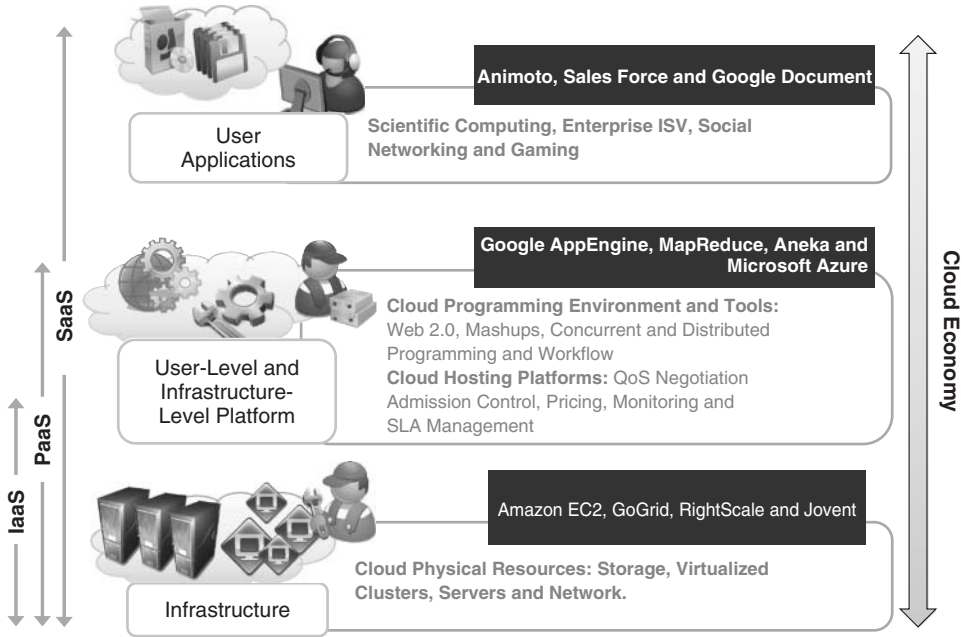 Animoto, Sales Force and Google Document
User
Applications
Scientific Computing, Enterprise ISV, Social
Networking and Gaming
Google AppEngine, MapReduce, Aneka and
Microsoft Azure
User-Level and
Infrastructure-
Level Platform
Cloud Programming Environment and Tools:
Web 2.0, Mashups, Concurrent and Distributed
Programming and Workflow
Cloud Hosting Platforms: QoS Negotiation
Admission Control, Pricing, Monitoring and
SLA Management
Amazon EC2, GoGrid, RightScale and Jovent
Infrastructure
Cloud Physical Resources: Storage, Virtualized
Clusters, Servers and Network.
IaaS
PaaS
SaaS
Cloud Economy